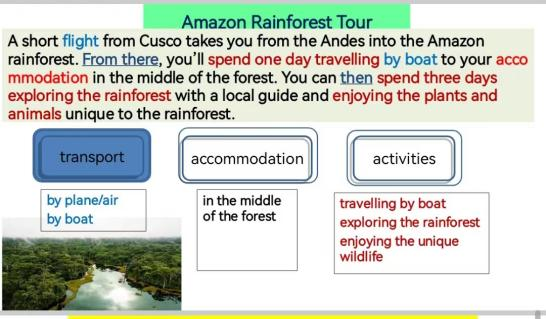 Amazon Rainforest Tour
A short flight from Cusco takes you from the Andes into the Amazon
rainforest. From there, you'll spend one day travelling by boat to your acco
mmodation in the middle of the forest. You can then spend three days
exploring the rainforest with a local guide and enjoying the plants and
animals unique to the rainforest.
transport
accommodation
activities
by plane/air
by boat
in the middle
of the forest
travelling by boat
exploring the rainforest
enjoying the unique
wildlife